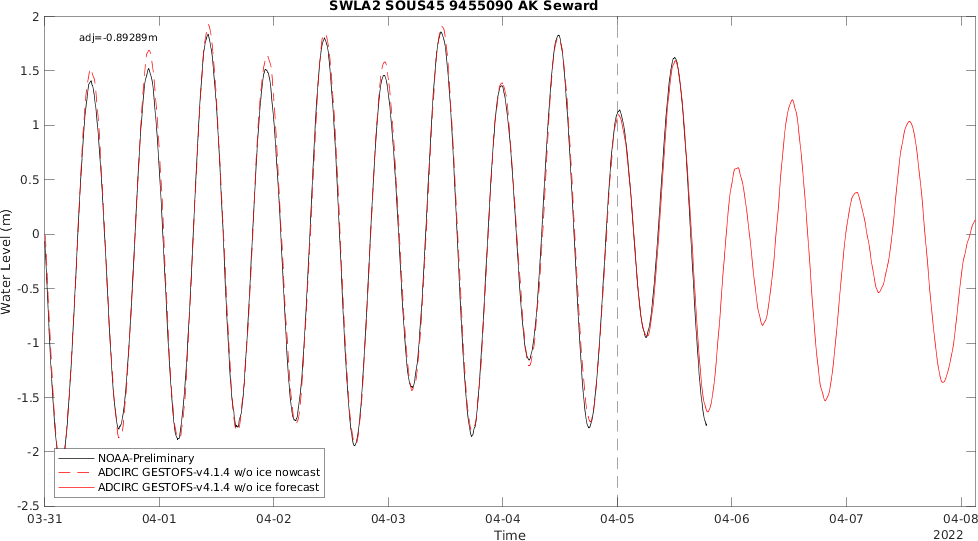 SWLA2 SOUS45 9455090 AK Seward
adj=-0.89289m
2
1.5
1
0.5
0
-0.5
-1
-1.5
-2
-2.5
Water Level (m)
NOAA-Preliminary
ADCIRC GESTOFS-v4.1.4 w/o ice nowcast
ADCIRC GESTOFS-v4.1.4 w/o ice forecast
03-31 04-01 04-02 04-03 04-04 04-05 04-06 04-07 04-08
Time
2022